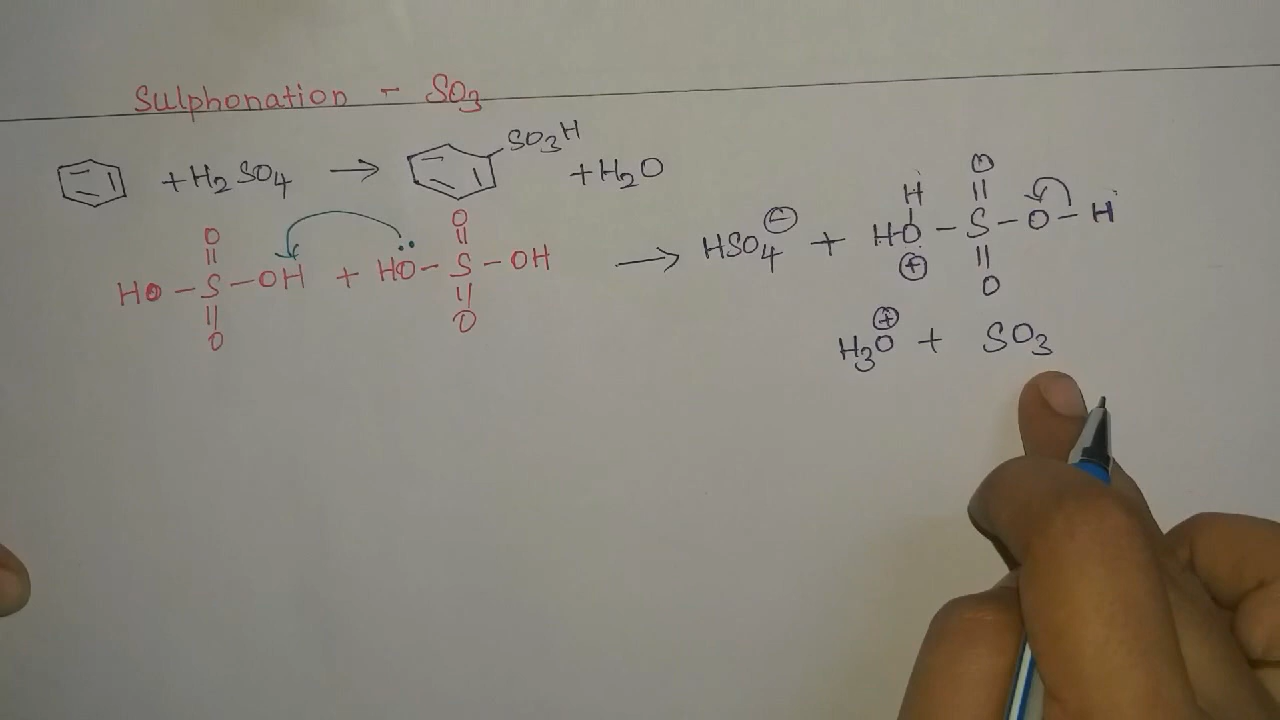 Sulphonation - SO3
+ H2SO4 → SO3H + H2O
O O H O
HO - S - OH + HO - S - OH → HSO4 ⊖ + HO - S - O - H
O O ⊕ O
H3O ⊕ + SO3